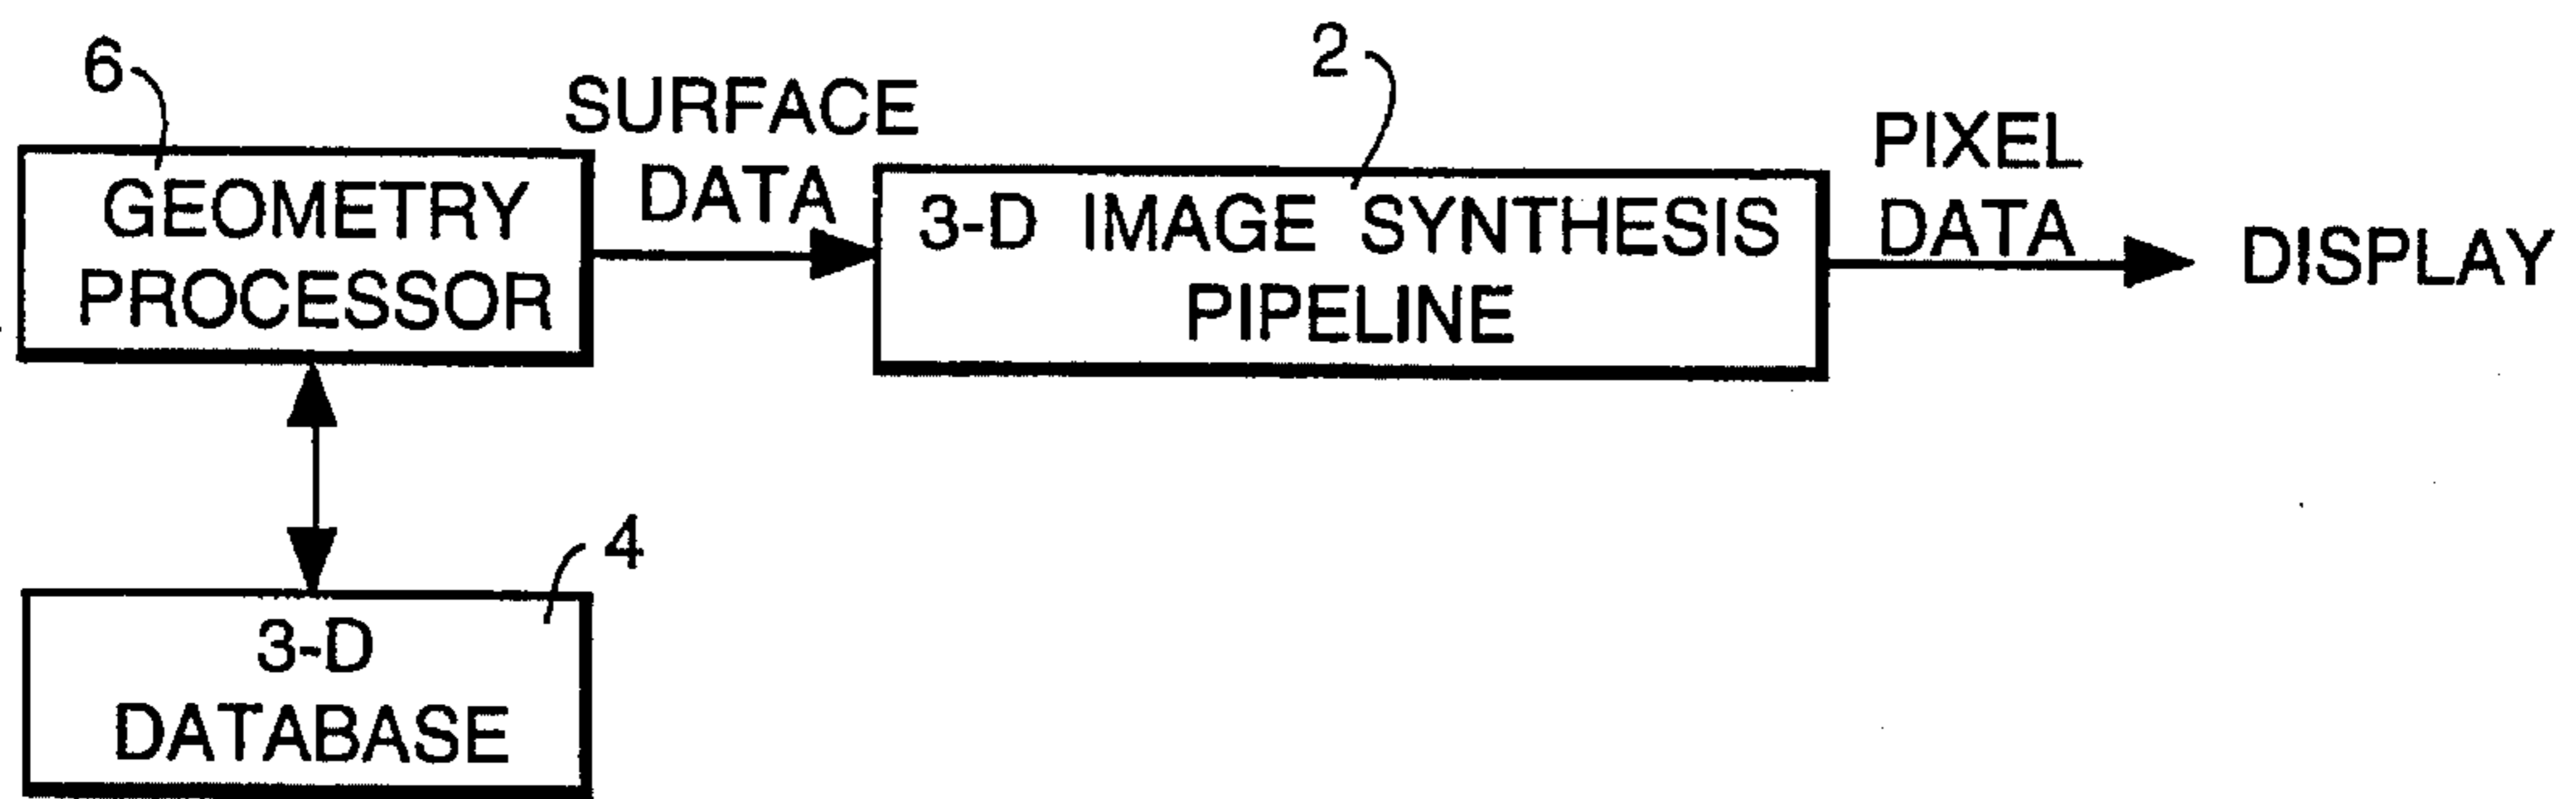 6
GEOMETRY
PROCESSOR
SURFACE
DATA
2
3-D IMAGE SYNTHESIS
PIPELINE
PIXEL
DATA
DISPLAY
4
3-D
DATABASE